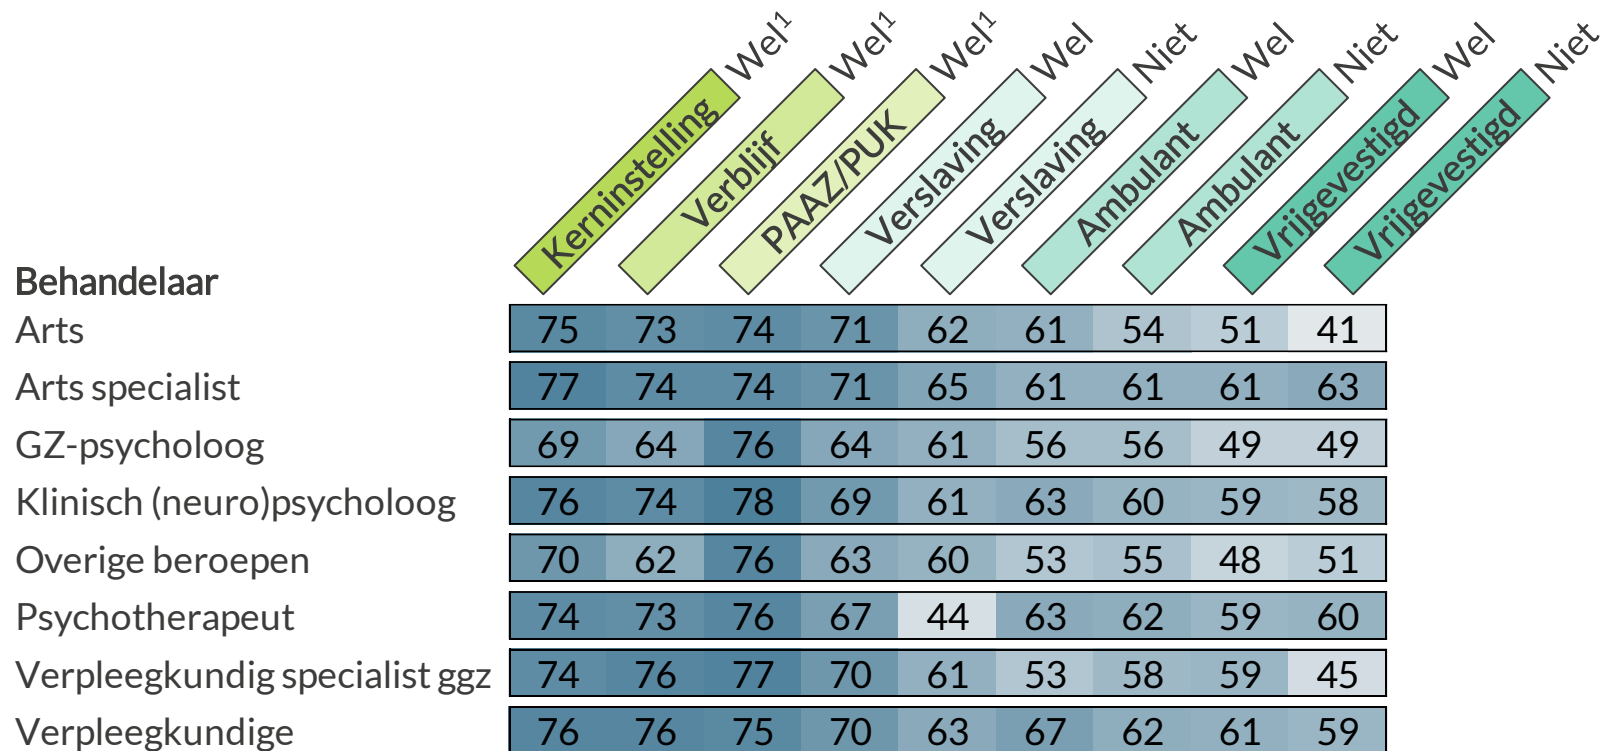 Wel¹ Wel¹ Wel¹ Wel Niet Wel Niet Wel Niet
Kerninstelling Verblijf PAAZ/PUK Verslaving Verslaving Ambulant Ambulant Vrijgevestigd Vrijgevestigd
Behandelaar
Arts 75 73 74 71 62 61 54 51 41
Arts specialist 77 74 74 71 65 61 61 61 63
GZ-psycholoog 69 64 76 64 61 56 56 49 49
Klinisch (neuro)psycholoog 76 74 78 69 61 63 60 59 58
Overige beroepen 70 62 76 63 60 53 55 48 51
Psychotherapeut 74 73 76 67 44 63 62 59 60
Verpleegkundig specialist ggz 74 76 77 70 61 53 58 59 45
Verpleegkundige 76 76 75 70 63 67 62 61 59